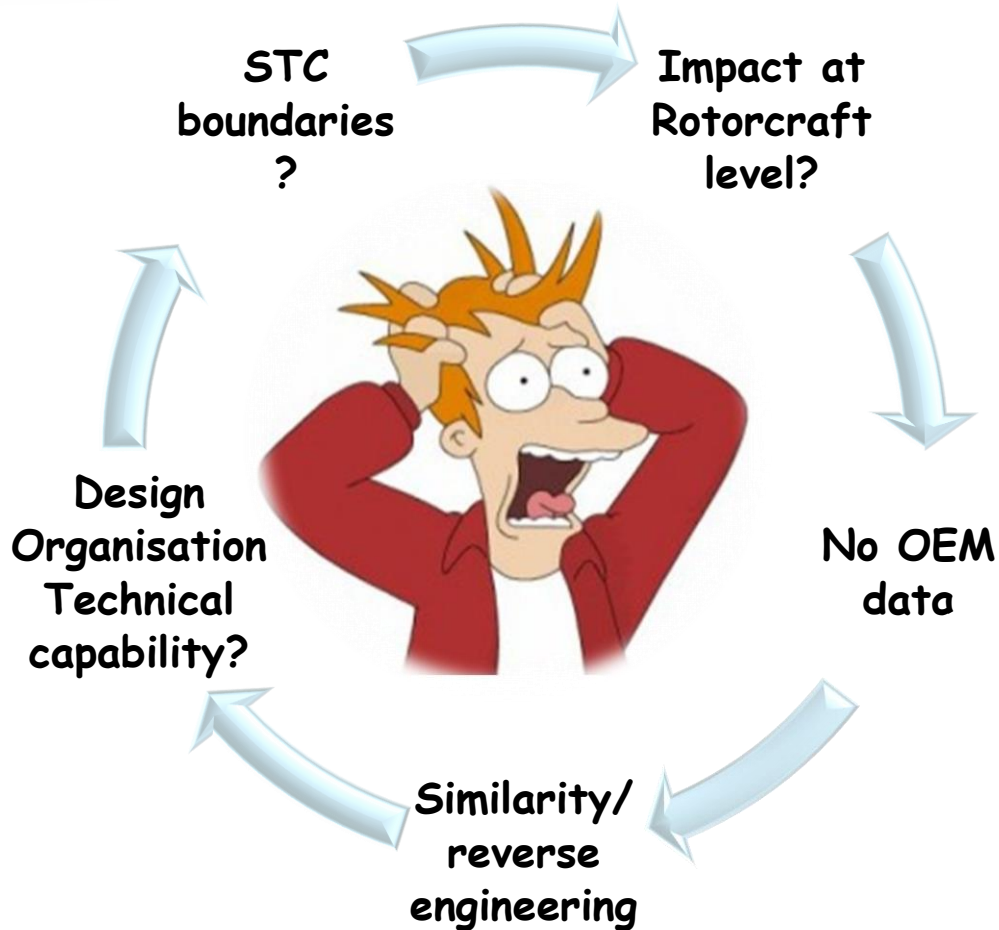 STC
boundaries
?
Impact at
Rotorcraft
level?
No OEM
data
Similarity/
reverse
engineering
Design
Organisation
Technical
capability?